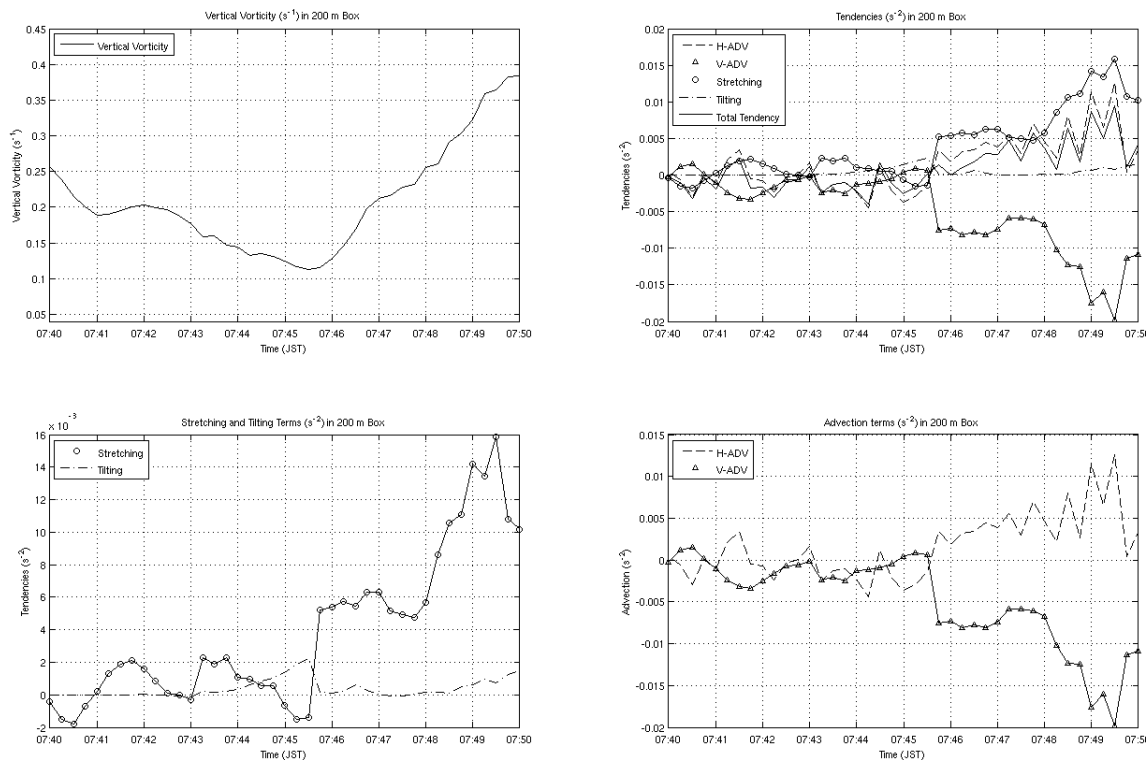 Vertical Vorticity (s-1) in 200 m Box
0.45
0.4
0.35
0.3
0.25
0.2
0.15
0.1
0.05
Vertical Vorticity (s-1)
Vertical Vorticity
07:40 07:41 07:42 07:43 07:44 07:45 07:46 07:47 07:48 07:49 07:50
Time (JST)
Tendencies (s-2) in 200 m Box
0.02
0.015
0.01
0.005
0
-0.005
-0.01
-0.015
-0.02
Tendencies (s-2)
H-ADV
V-ADV
Stretching
Tilting
Total Tendency
07:40 07:41 07:42 07:43 07:44 07:45 07:46 07:47 07:48 07:49 07:50
Time (JST)
Stretching and Tilting Terms (s-2) in 200 m Box
x 10-3
16
14
12
10
8
6
4
2
0
-2
Tendencies (s-2)
Stretching
Tilting
07:40 07:41 07:42 07:43 07:44 07:45 07:46 07:47 07:48 07:49 07:50
Time (JST)
Advection terms (s-2) in 200 m Box
0.015
0.01
0.005
0
-0.005
-0.01
-0.015
-0.02
Advection (s-2)
H-ADV
V-ADV
07:40 07:41 07:42 07:43 07:44 07:45 07:46 07:47 07:48 07:49 07:50
Time (JST)